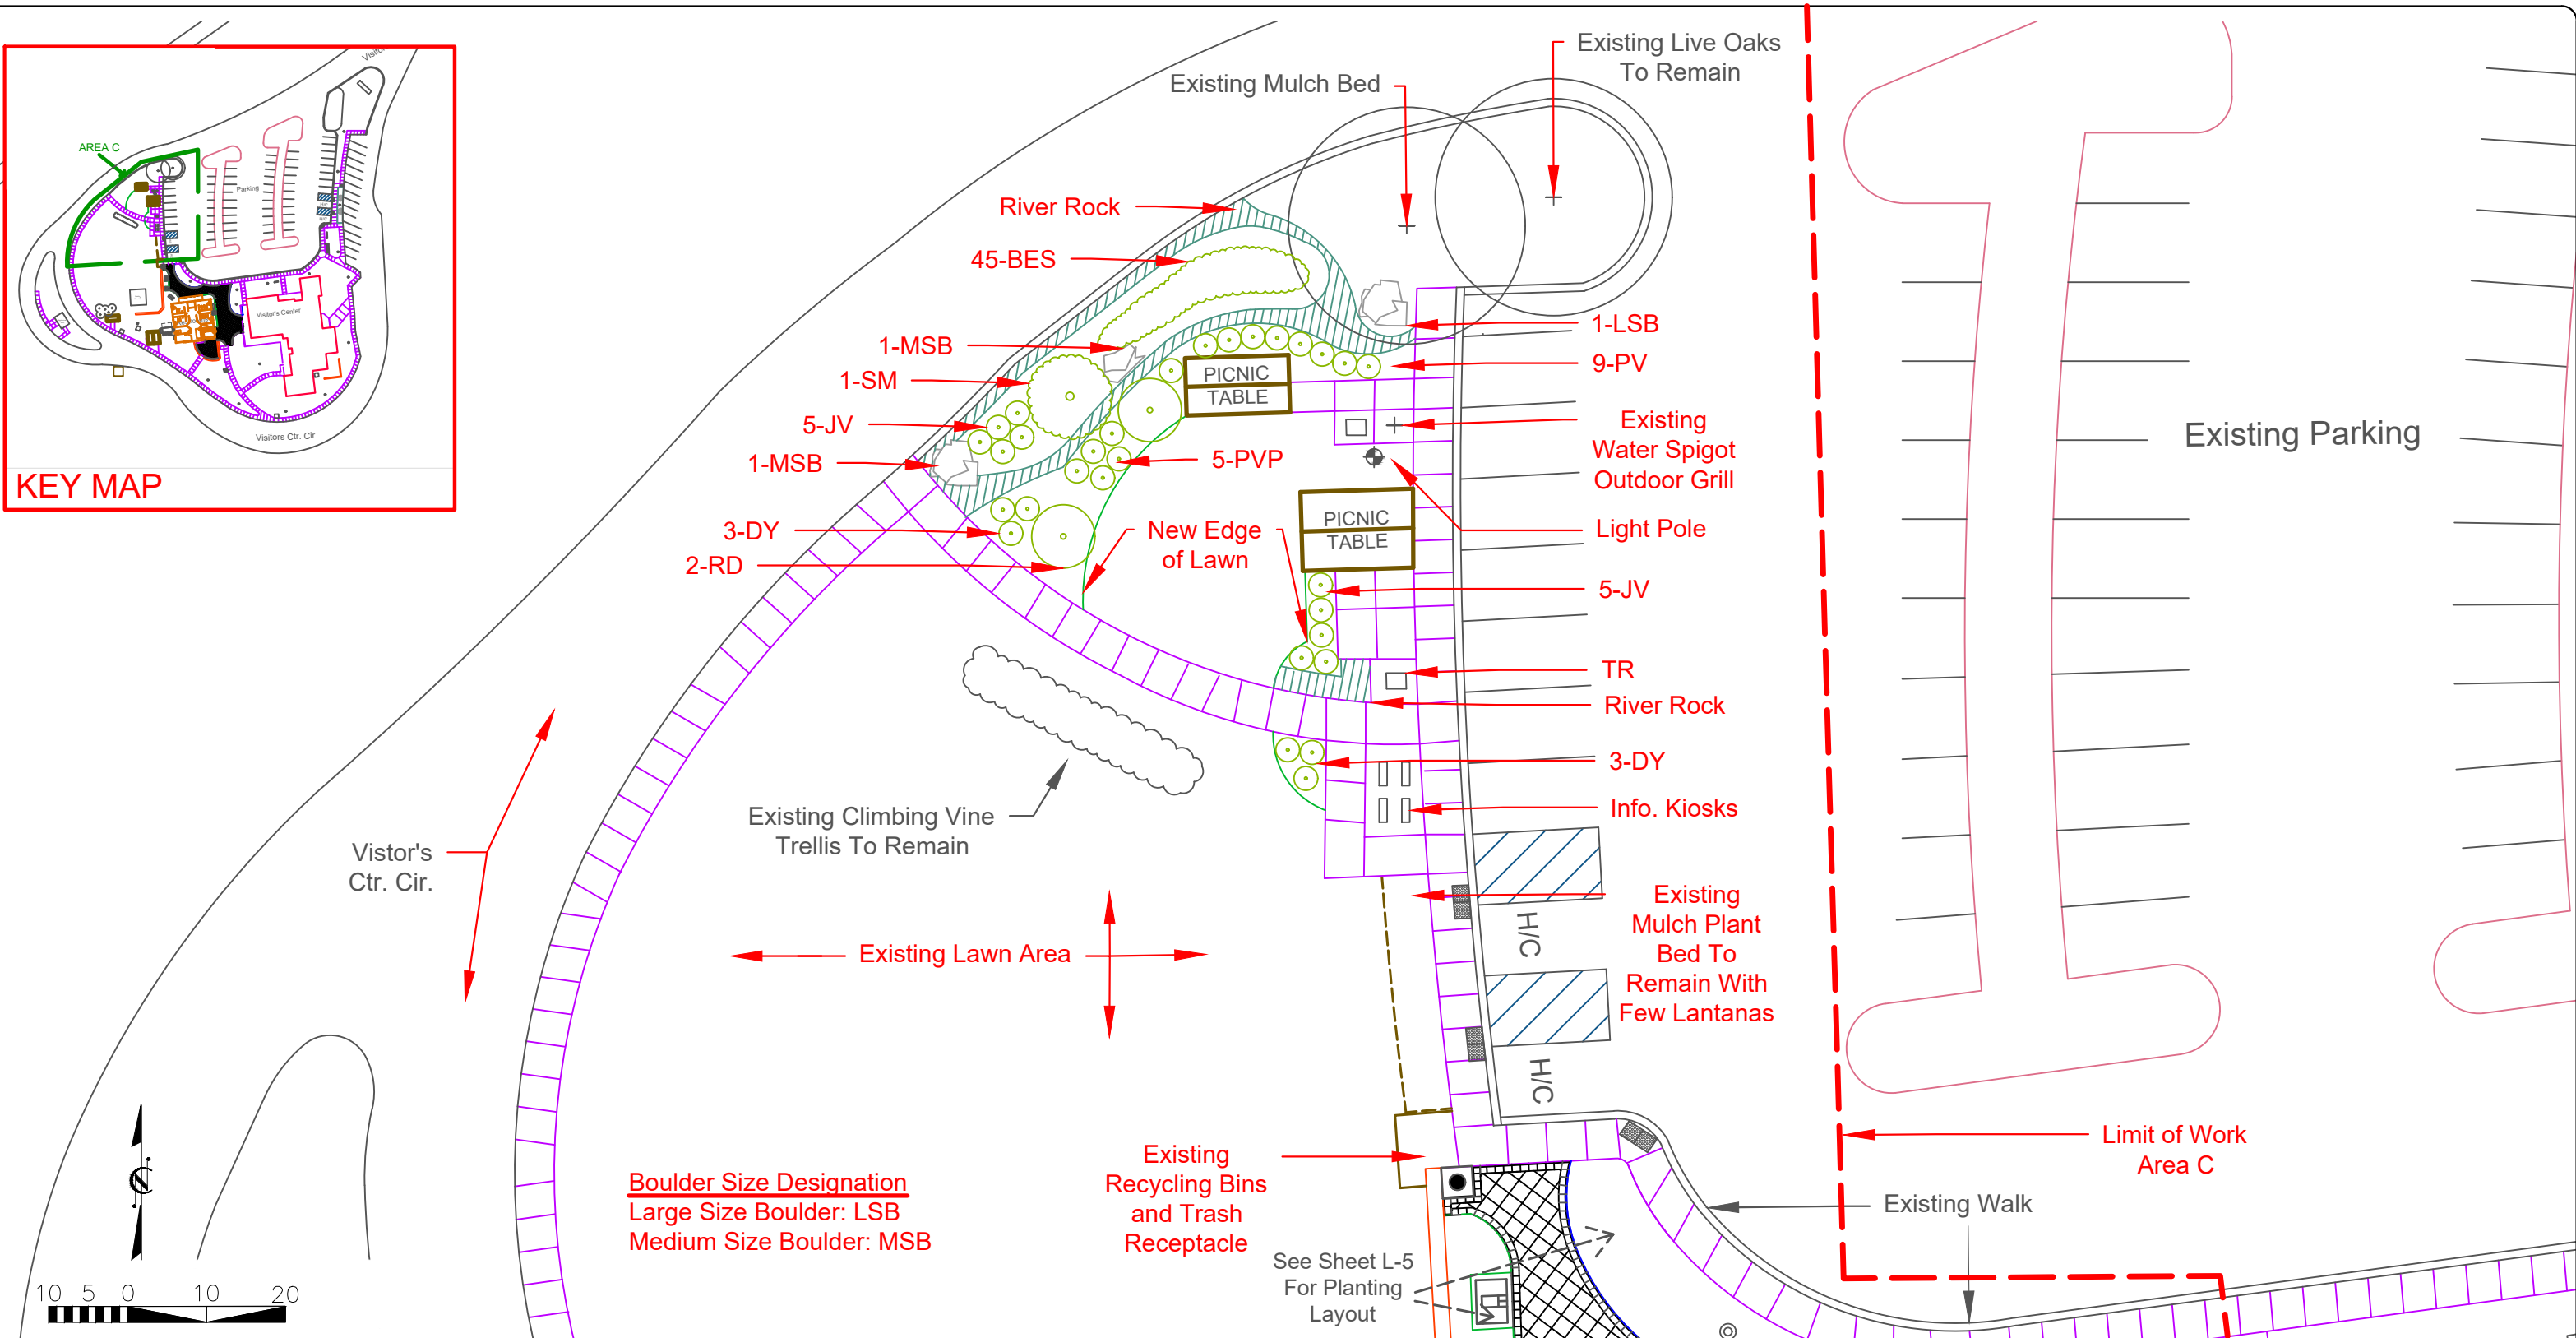 Existing Live Oaks
To Remain
Existing Mulch Bed
Visitor
AREA C
Parking
Visitor's Center
Visitors Ctr. Cir
KEY MAP
River Rock
45-BES
1-MSB
1-SM
5-JV
1-MSB
3-DY
2-RD
5-PVP
PICNIC
TABLE
1-LSB
9-PV
Existing
Water Spigot
Outdoor Grill
Light Pole
New Edge
of Lawn
PICNIC
TABLE
5-JV
TR
River Rock
3-DY
Info. Kiosks
Existing Parking
Existing Climbing Vine
Trellis To Remain
Vistor's
Ctr. Cir.
Existing Lawn Area
Existing
Mulch Plant
Bed To
Remain With
Few Lantanas
H/C
H/C
Existing
Recycling Bins
and Trash
Receptacle
Boulder Size Designation
Large Size Boulder: LSB
Medium Size Boulder: MSB
See Sheet L-5
For Planting
Layout
Limit of Work
Area C
Existing Walk
10 5 0 10 20